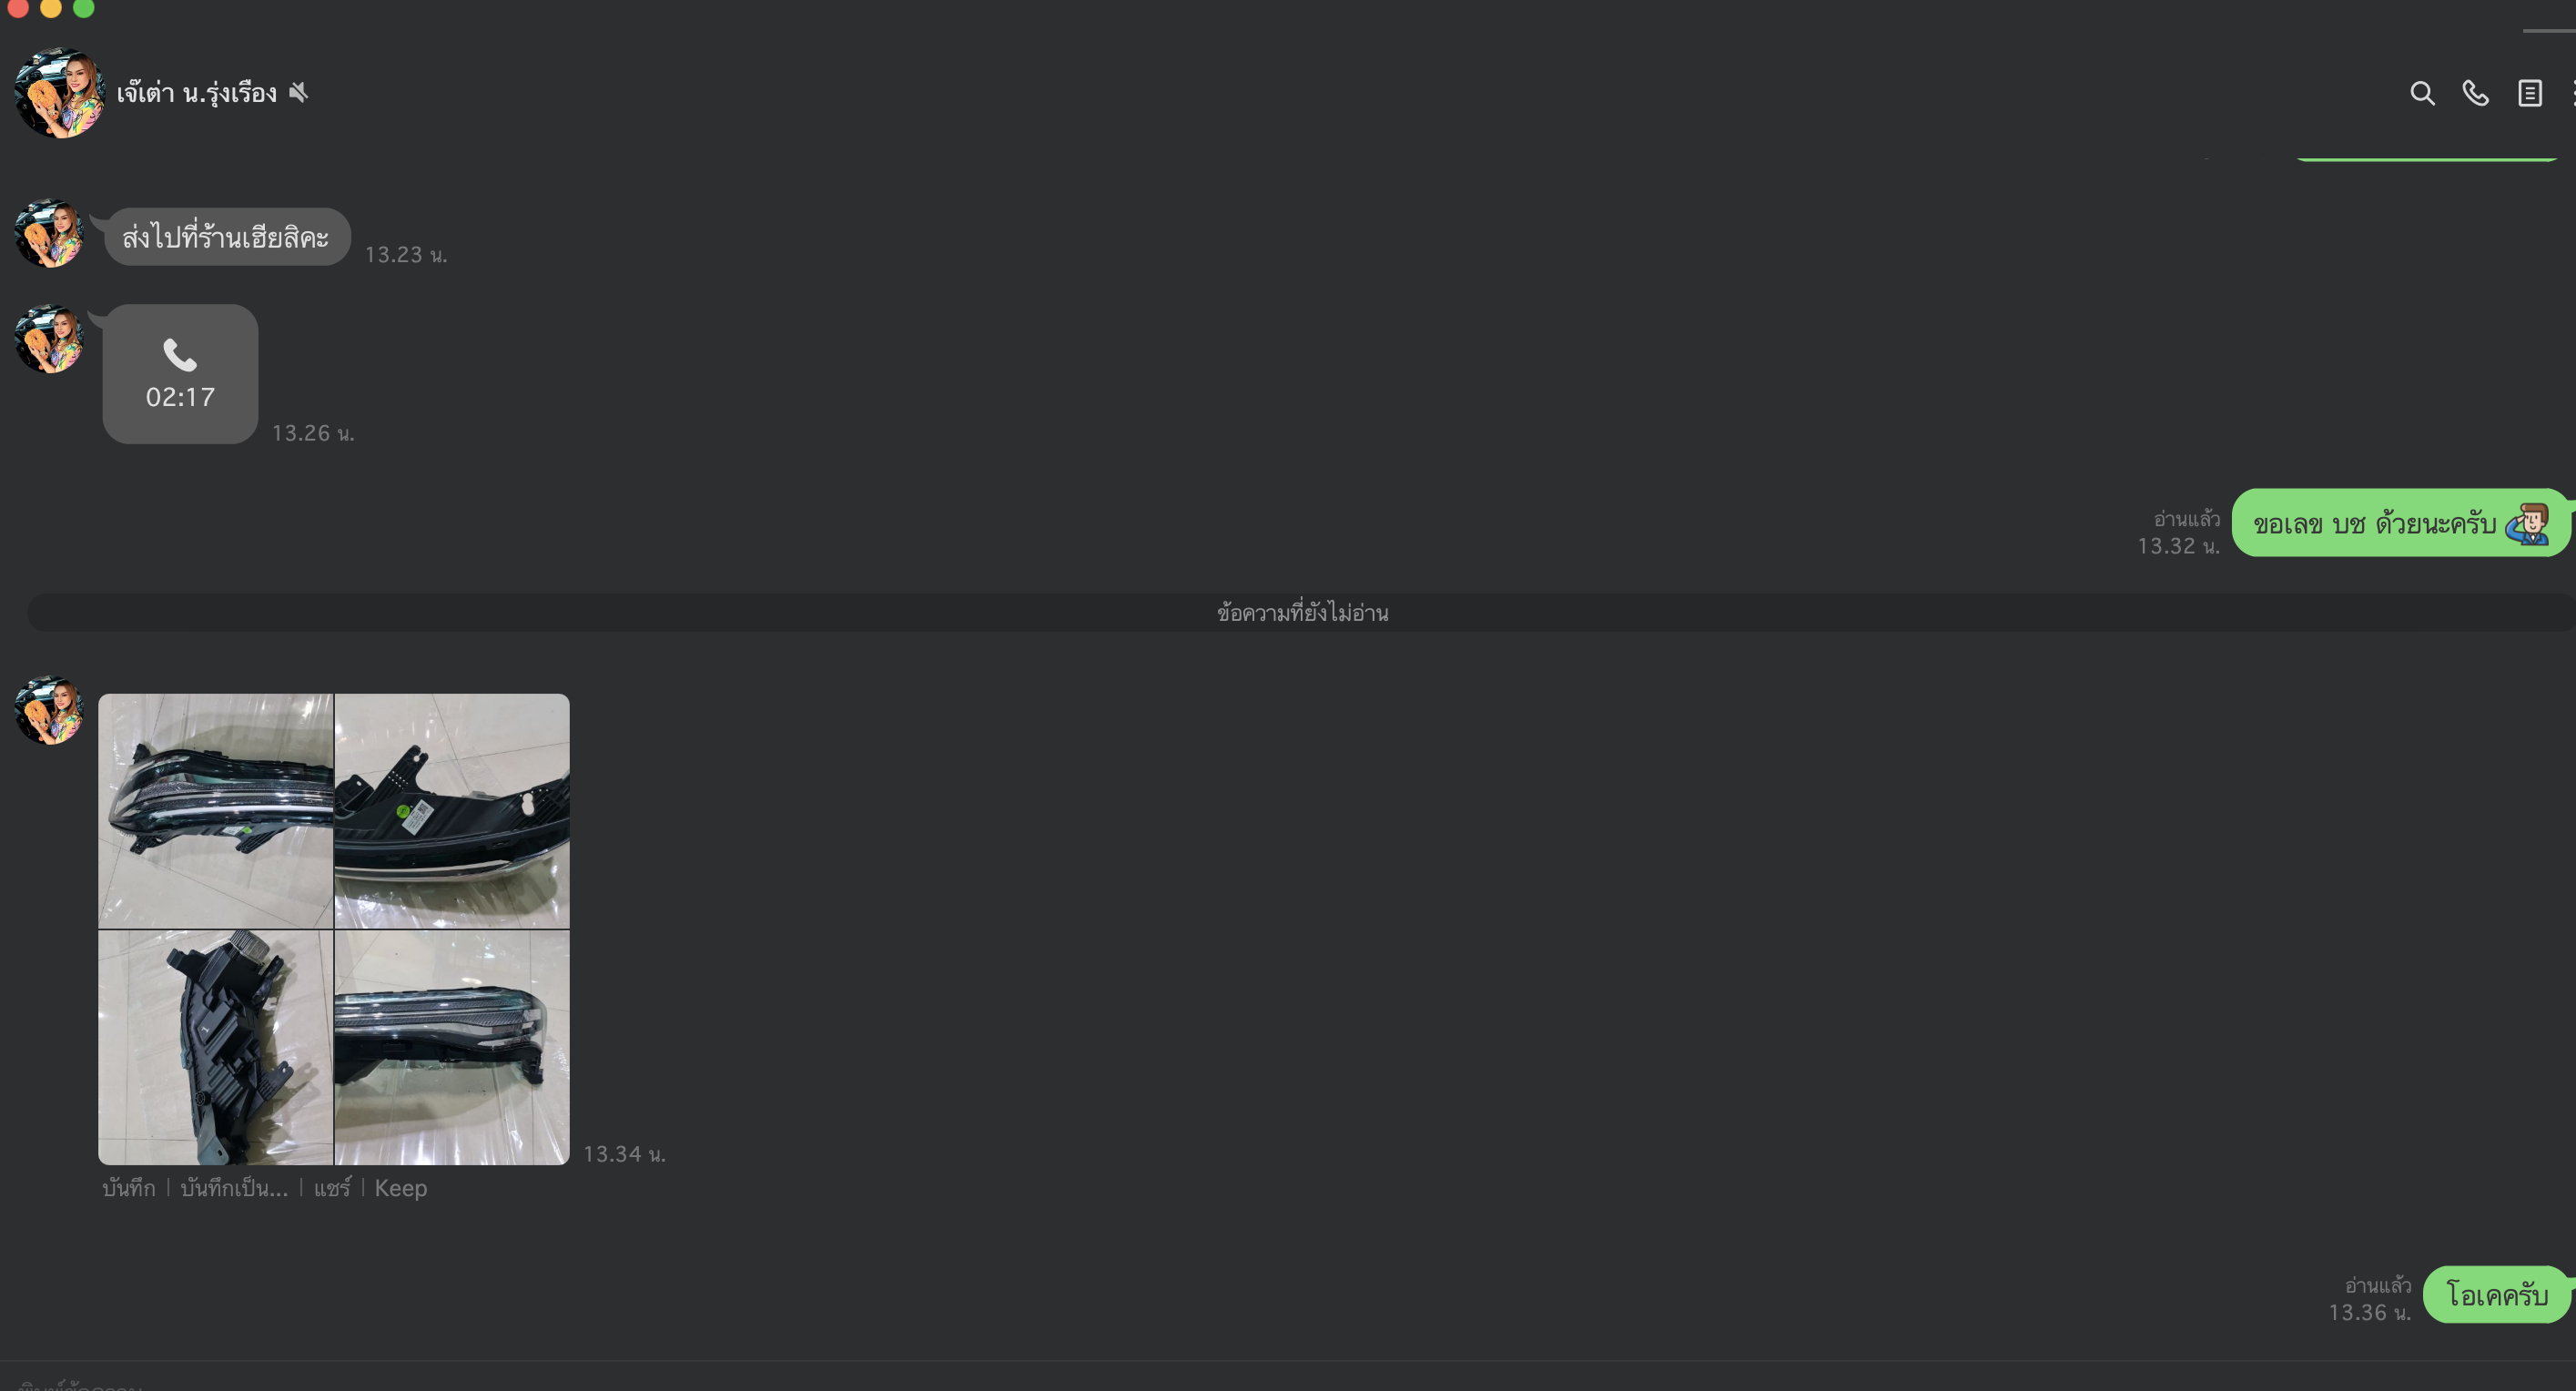 เจ๊เต่า น.รุ่งเรือง
ส่งไปที่ร้านเฮียสิคะ
13.23 น.
02:17
13.26 น.
อ่านแล้ว
13.32 น.
ขอเลข บช ด้วยนะครับ
ข้อความที่ยังไม่อ่าน
13.34 น.
บันทึก | บันทึกเป็น... | แชร์ | Keep
อ่านแล้ว
13.36 น.
โอเคครับ